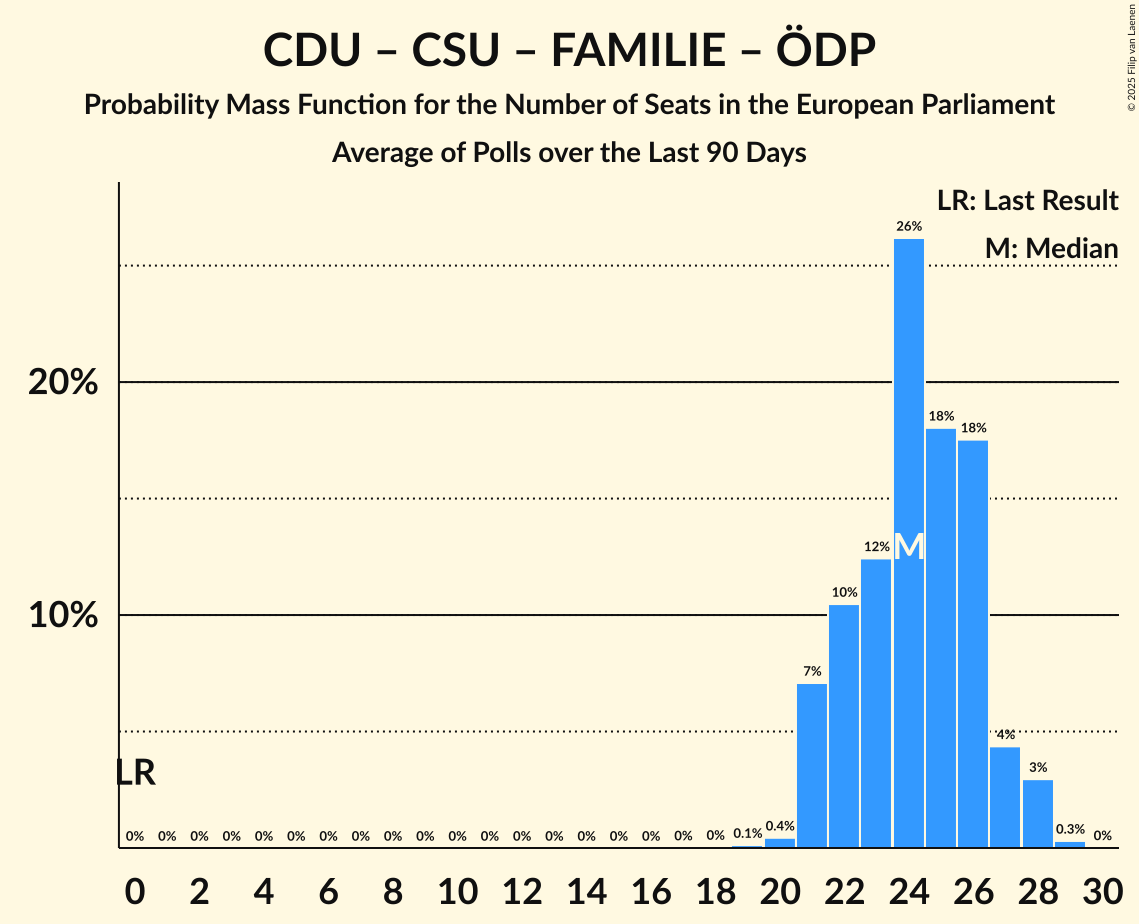 CDU – CSU – FAMILIE – ÖDP
Probability Mass Function for the Number of Seats in the European Parliament
Average of Polls over the Last 90 Days
© 2025 Filip van Laenen
LR: Last Result
M: Median
26%
20%
18%
18%
12%
M
10%
10%
7%
4%
LR
3%
0% 0% 0% 0% 0% 0% 0% 0% 0% 0% 0% 0% 0% 0% 0% 0% 0% 0% 0% 0.1% 0.4% 0.3% 0%
0 2 4 6 8 10 12 14 16 18 20 22 24 26 28 30